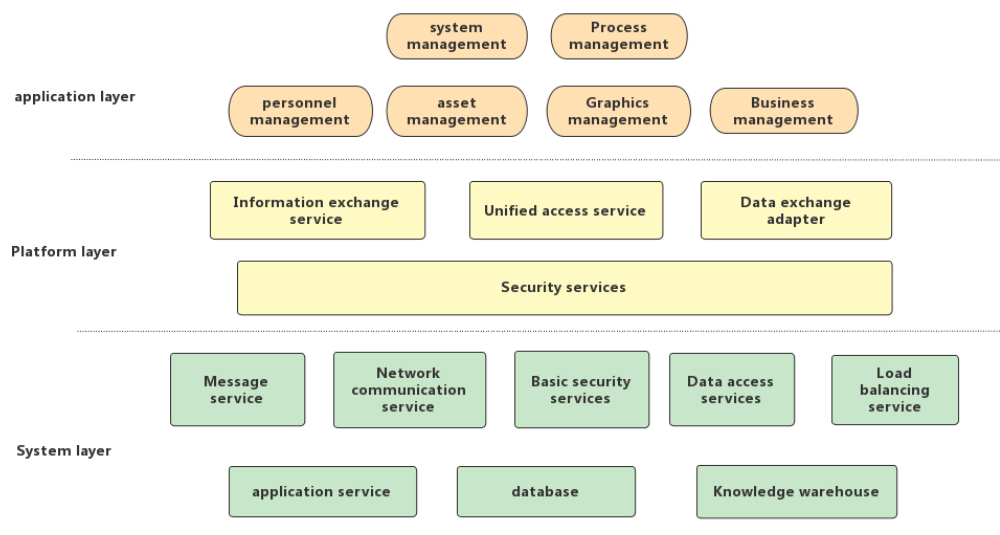 system
management
Process
management
application layer
personnel
management
asset
management
Graphics
management
Business
management
Information exchange
service
Unified access service
Data exchange
adapter
Platform layer
Security services
Message
service
Network
communication
service
Basic security
services
Data access
services
Load
balancing
service
System layer
application service
database
Knowledge warehouse